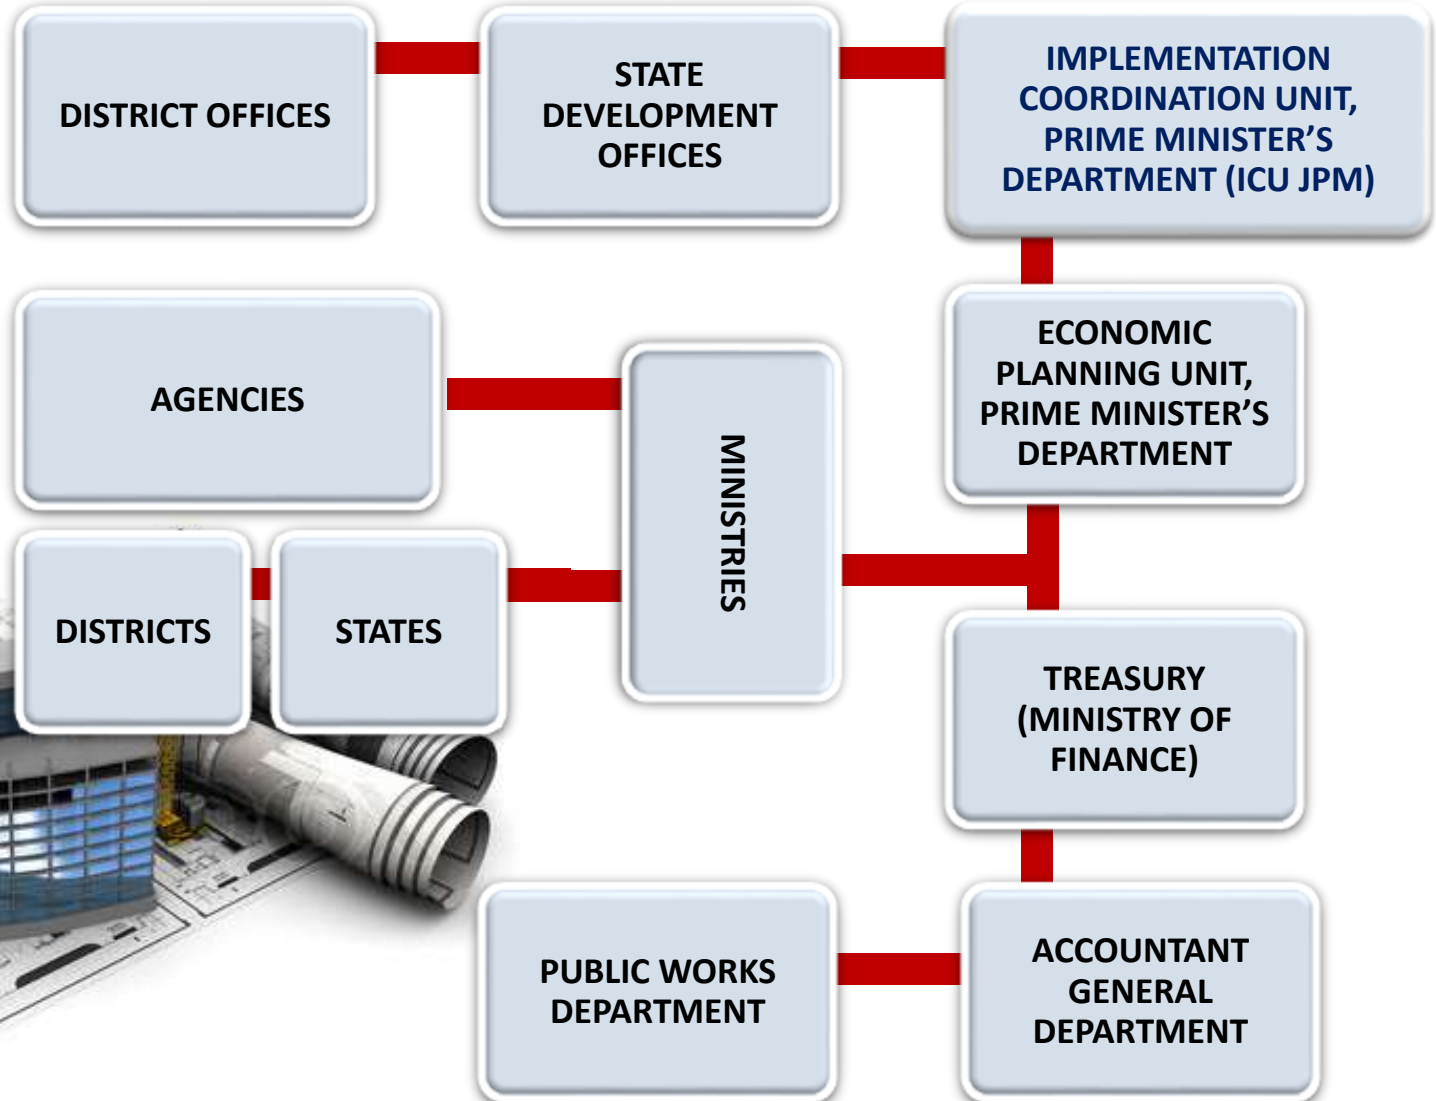 DISTRICT OFFICES
STATE
DEVELOPMENT
OFFICES
IMPLEMENTATION
COORDINATION UNIT,
PRIME MINISTER’S
DEPARTMENT (ICU JPM)
AGENCIES
MINISTRIES
ECONOMIC
PLANNING UNIT,
PRIME MINISTER’S
DEPARTMENT
DISTRICTS
STATES
TREASURY
(MINISTRY OF
FINANCE)
PUBLIC WORKS
DEPARTMENT
ACCOUNTANT
GENERAL
DEPARTMENT